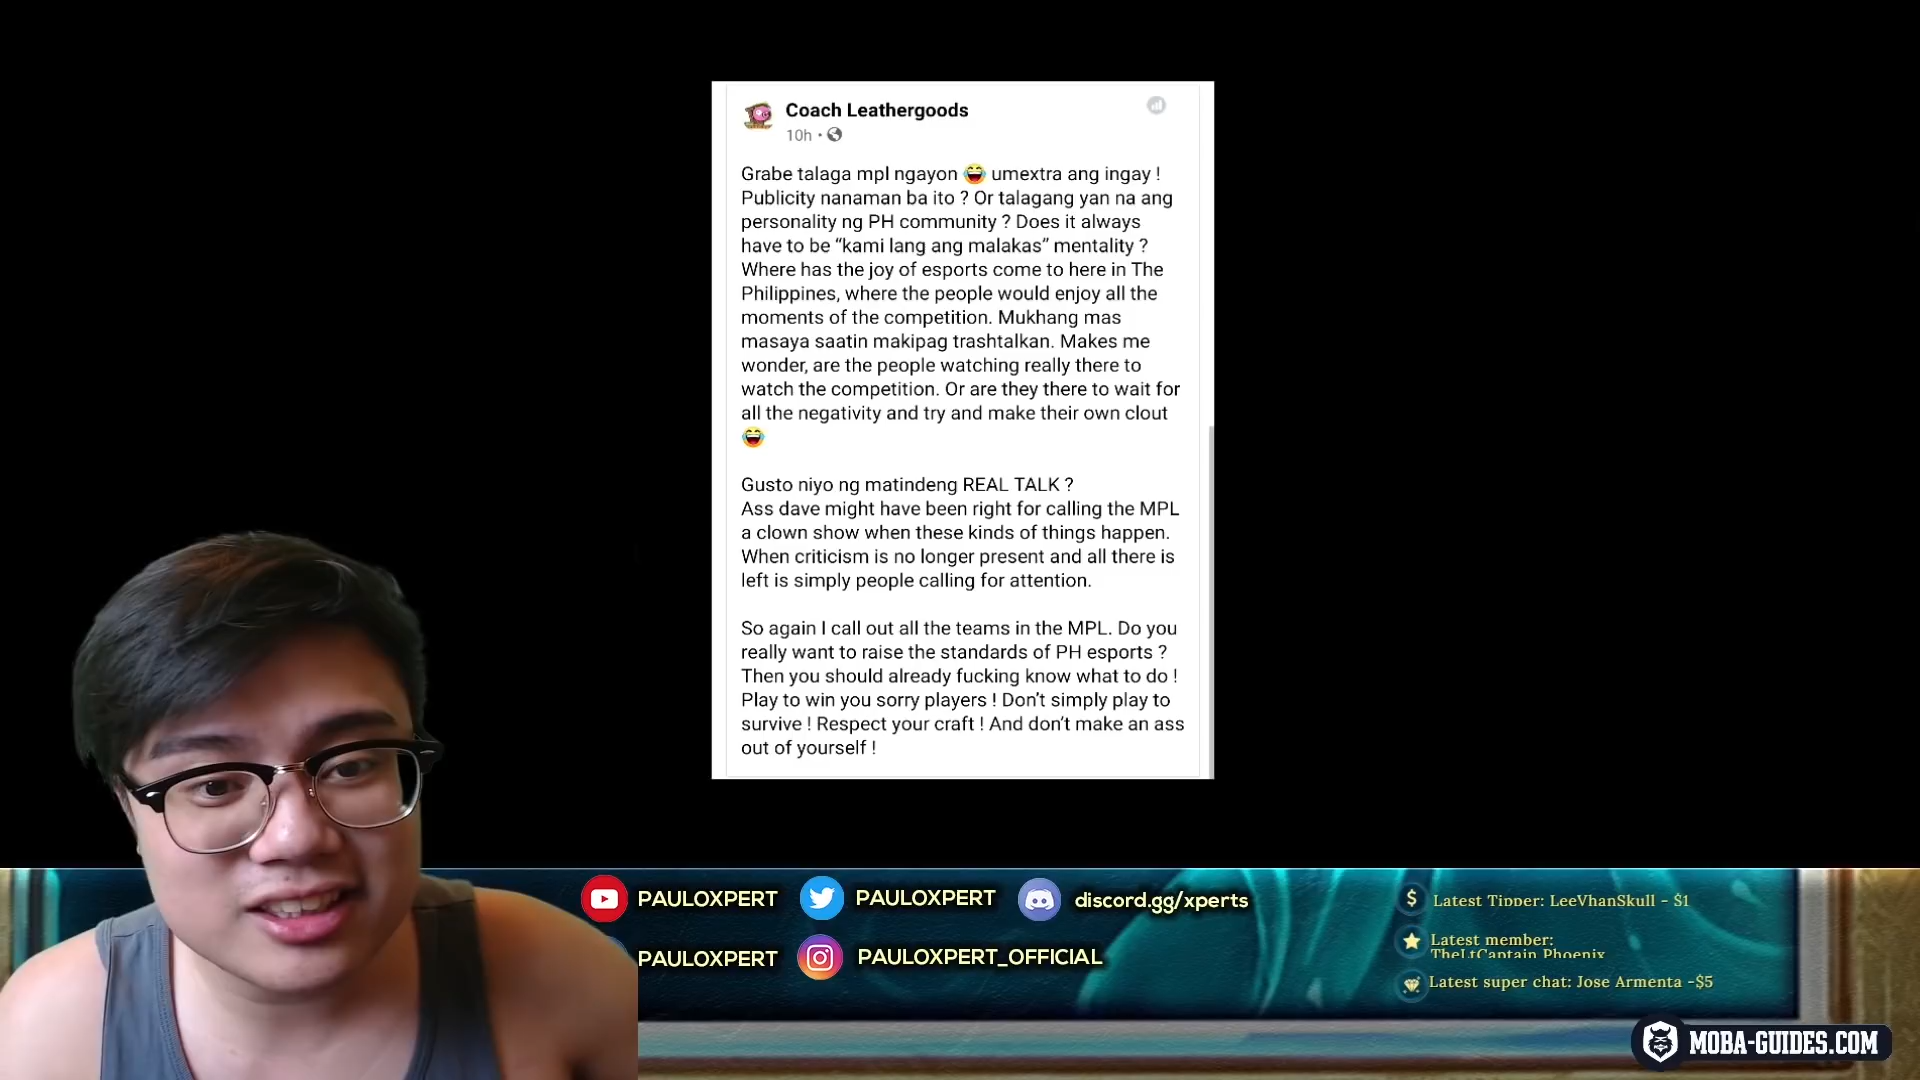 Coach Leathergoods
10h ·
Grabe talaga mpl ngayon 😂 umextra ang ingay !
Publicity nanaman ba ito ? Or talagang yan na ang
personality ng PH community ? Does it always
have to be “kami lang ang malakas” mentality ?
Where has the joy of esports come to here in The
Philippines, where the people would enjoy all the
moments of the competition. Mukhang mas
masaya saatin makipag trashtalkan. Makes me
wonder, are the people watching really there to
watch the competition. Or are they there to wait for
all the negativity and try and make their own clout
😂
Gusto niyo ng matindeng REAL TALK ?
Ass dave might have been right for calling the MPL
a clown show when these kinds of things happen.
When criticism is no longer present and all there is
left is simply people calling for attention.
So again I call out all the teams in the MPL. Do you
really want to raise the standards of PH esports ?
Then you should already fucking know what to do !
Play to win you sorry players ! Don’t simply play to
survive ! Respect your craft ! And don’t make an ass
out of yourself !
PAULOXPERT
PAULOXPERT
discord.gg/xperts
PAULOXPERT
PAULOXPERT_OFFICIAL
$ Latest Tipper: LeeVhanSkull - $1
Latest member:
TheLtCaptain Phoenix
Latest super chat: Jose Armenta -$5
MOBA-GUIDES.COM